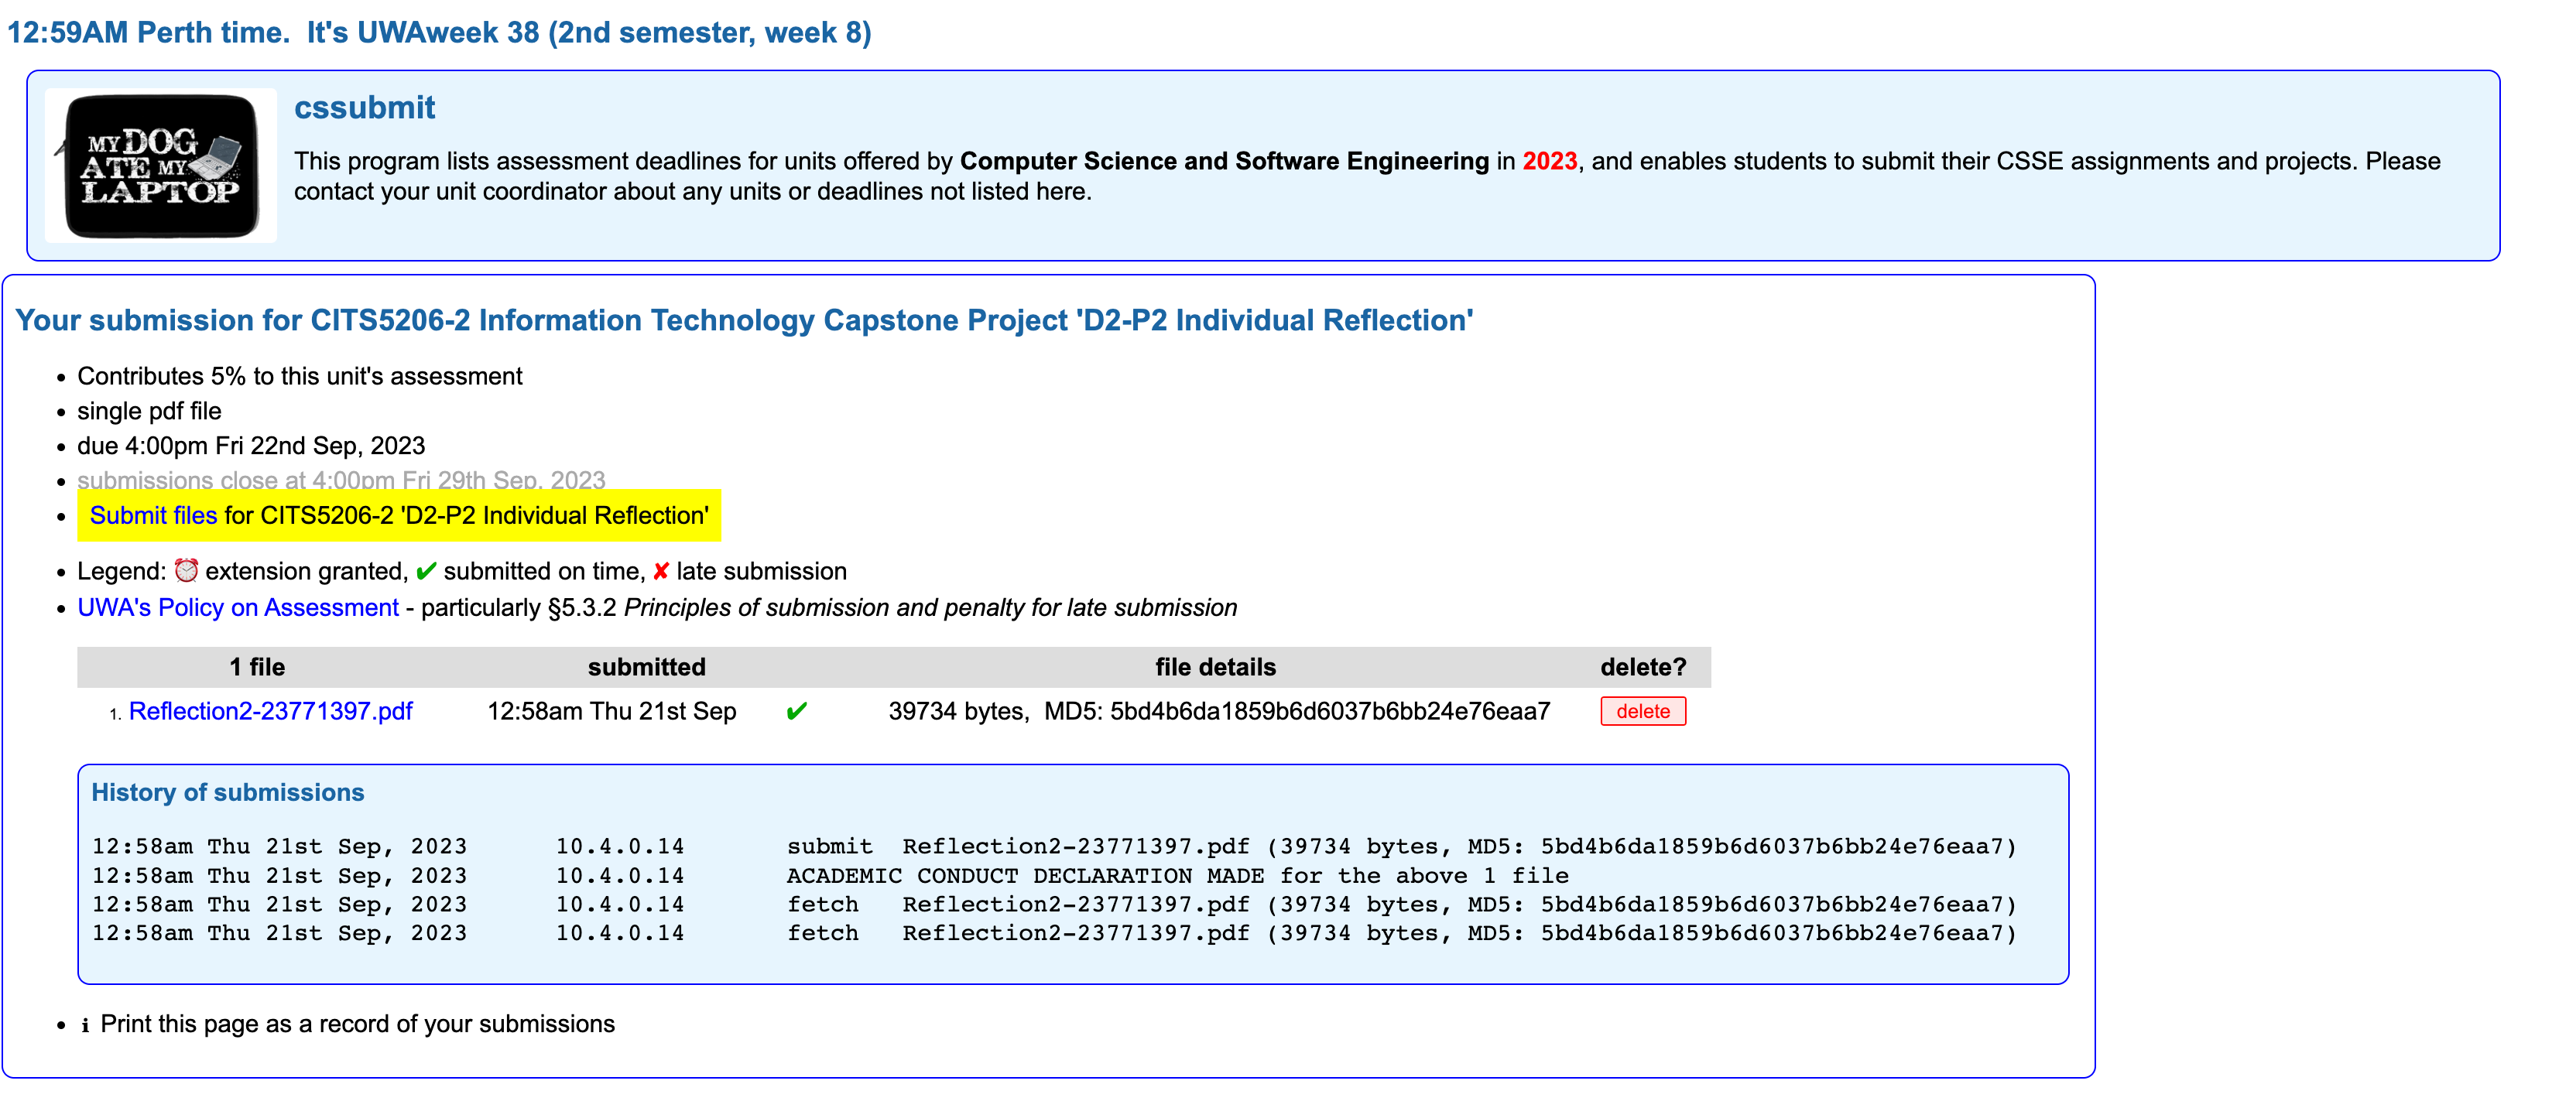 12:59AM Perth time.  It's UWAweek 38 (2nd semester, week 8)
MY DOG
ATE MY
LAPTOP
cssubmit
This program lists assessment deadlines for units offered by Computer Science and Software Engineering in 2023, and enables students to submit their CSSE assignments and projects. Please
contact your unit coordinator about any units or deadlines not listed here.
Your submission for CITS5206-2 Information Technology Capstone Project 'D2-P2 Individual Reflection'
• Contributes 5% to this unit's assessment
• single pdf file
• due 4:00pm Fri 22nd Sep, 2023
• submissions close at 4:00pm Fri 29th Sep, 2023
• Submit files for CITS5206-2 'D2-P2 Individual Reflection'
• Legend: ⏰ extension granted, ✔ submitted on time, ✘ late submission
• UWA's Policy on Assessment - particularly §5.3.2 Principles of submission and penalty for late submission
1 file submitted file details delete?
1. Reflection2-23771397.pdf 12:58am Thu 21st Sep ✔ 39734 bytes,  MD5: 5bd4b6da1859b6d6037b6bb24e76eaa7 delete
History of submissions
12:58am Thu 21st Sep, 2023 10.4.0.14 submit Reflection2-23771397.pdf (39734 bytes, MD5: 5bd4b6da1859b6d6037b6bb24e76eaa7)
12:58am Thu 21st Sep, 2023 10.4.0.14 ACADEMIC CONDUCT DECLARATION MADE for the above 1 file
12:58am Thu 21st Sep, 2023 10.4.0.14 fetch Reflection2-23771397.pdf (39734 bytes, MD5: 5bd4b6da1859b6d6037b6bb24e76eaa7)
12:58am Thu 21st Sep, 2023 10.4.0.14 fetch Reflection2-23771397.pdf (39734 bytes, MD5: 5bd4b6da1859b6d6037b6bb24e76eaa7)
• ℹ Print this page as a record of your submissions